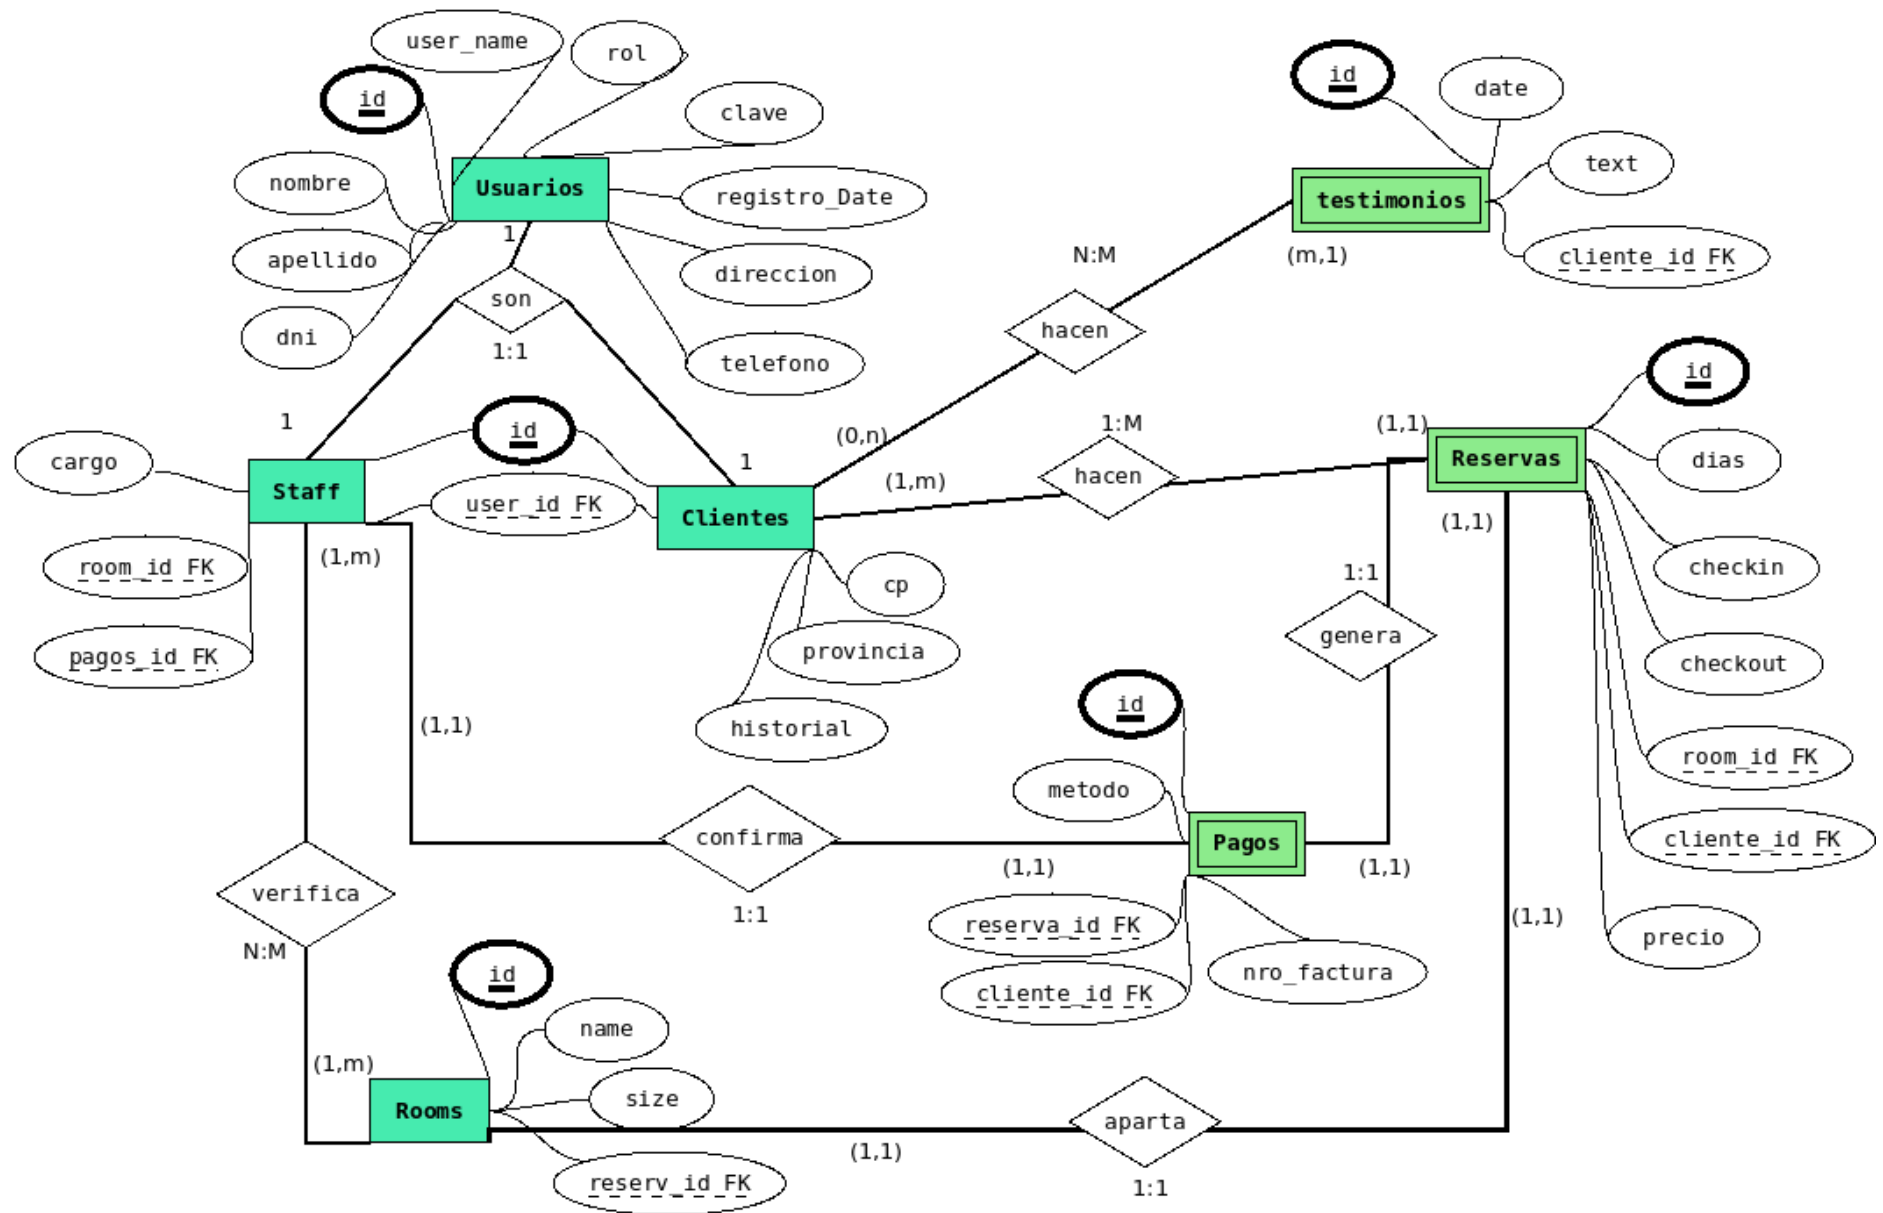 user_name
rol
id
clave
nombre
Usuarios
registro_Date
apellido
1
direccion
son
dni
1:1
telefono
id
date
text
testimonios
cliente_id FK
(m,1)
N:M
hacen
(0,n)
1
1
id
cargo
Staff
user_id FK
Clientes
(1,m)
1:M
hacen
(1,1)
Reservas
id
dias
(1,1)
checkin
checkout
room_id FK
cliente_id FK
precio
room_id FK
(1,m)
pagos_id FK
cp
provincia
historial
1:1
genera
(1,1)
id
metodo
confirma
1:1
(1,1)
Pagos
(1,1)
reserva_id FK
cliente_id FK
nro_factura
(1,1)
verifica
N:M
id
name
(1,m)
Rooms
size
reserv_id FK
(1,1)
aparta
1:1